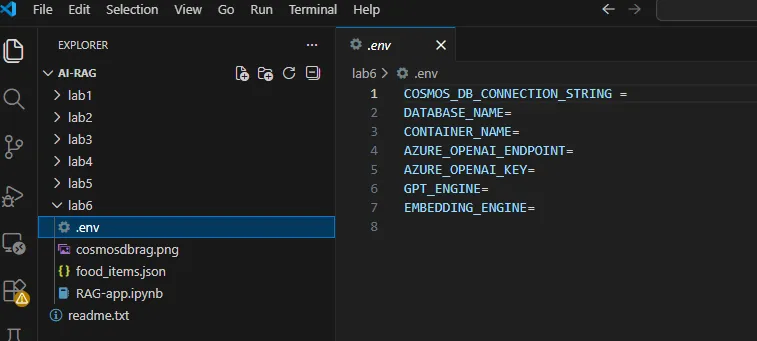 File Edit Selection View Go Run Terminal Help
EXPLORER
AI-RAG
lab1
lab2
lab3
lab4
lab5
lab6
.env
cosmosdbrag.png
food_items.json
RAG-app.ipynb
readme.txt
.env
lab6 > .env
1 COSMOS_DB_CONNECTION_STRING =
2 DATABASE_NAME=
3 CONTAINER_NAME=
4 AZURE_OPENAI_ENDPOINT=
5 AZURE_OPENAI_KEY=
6 GPT_ENGINE=
7 EMBEDDING_ENGINE=
8